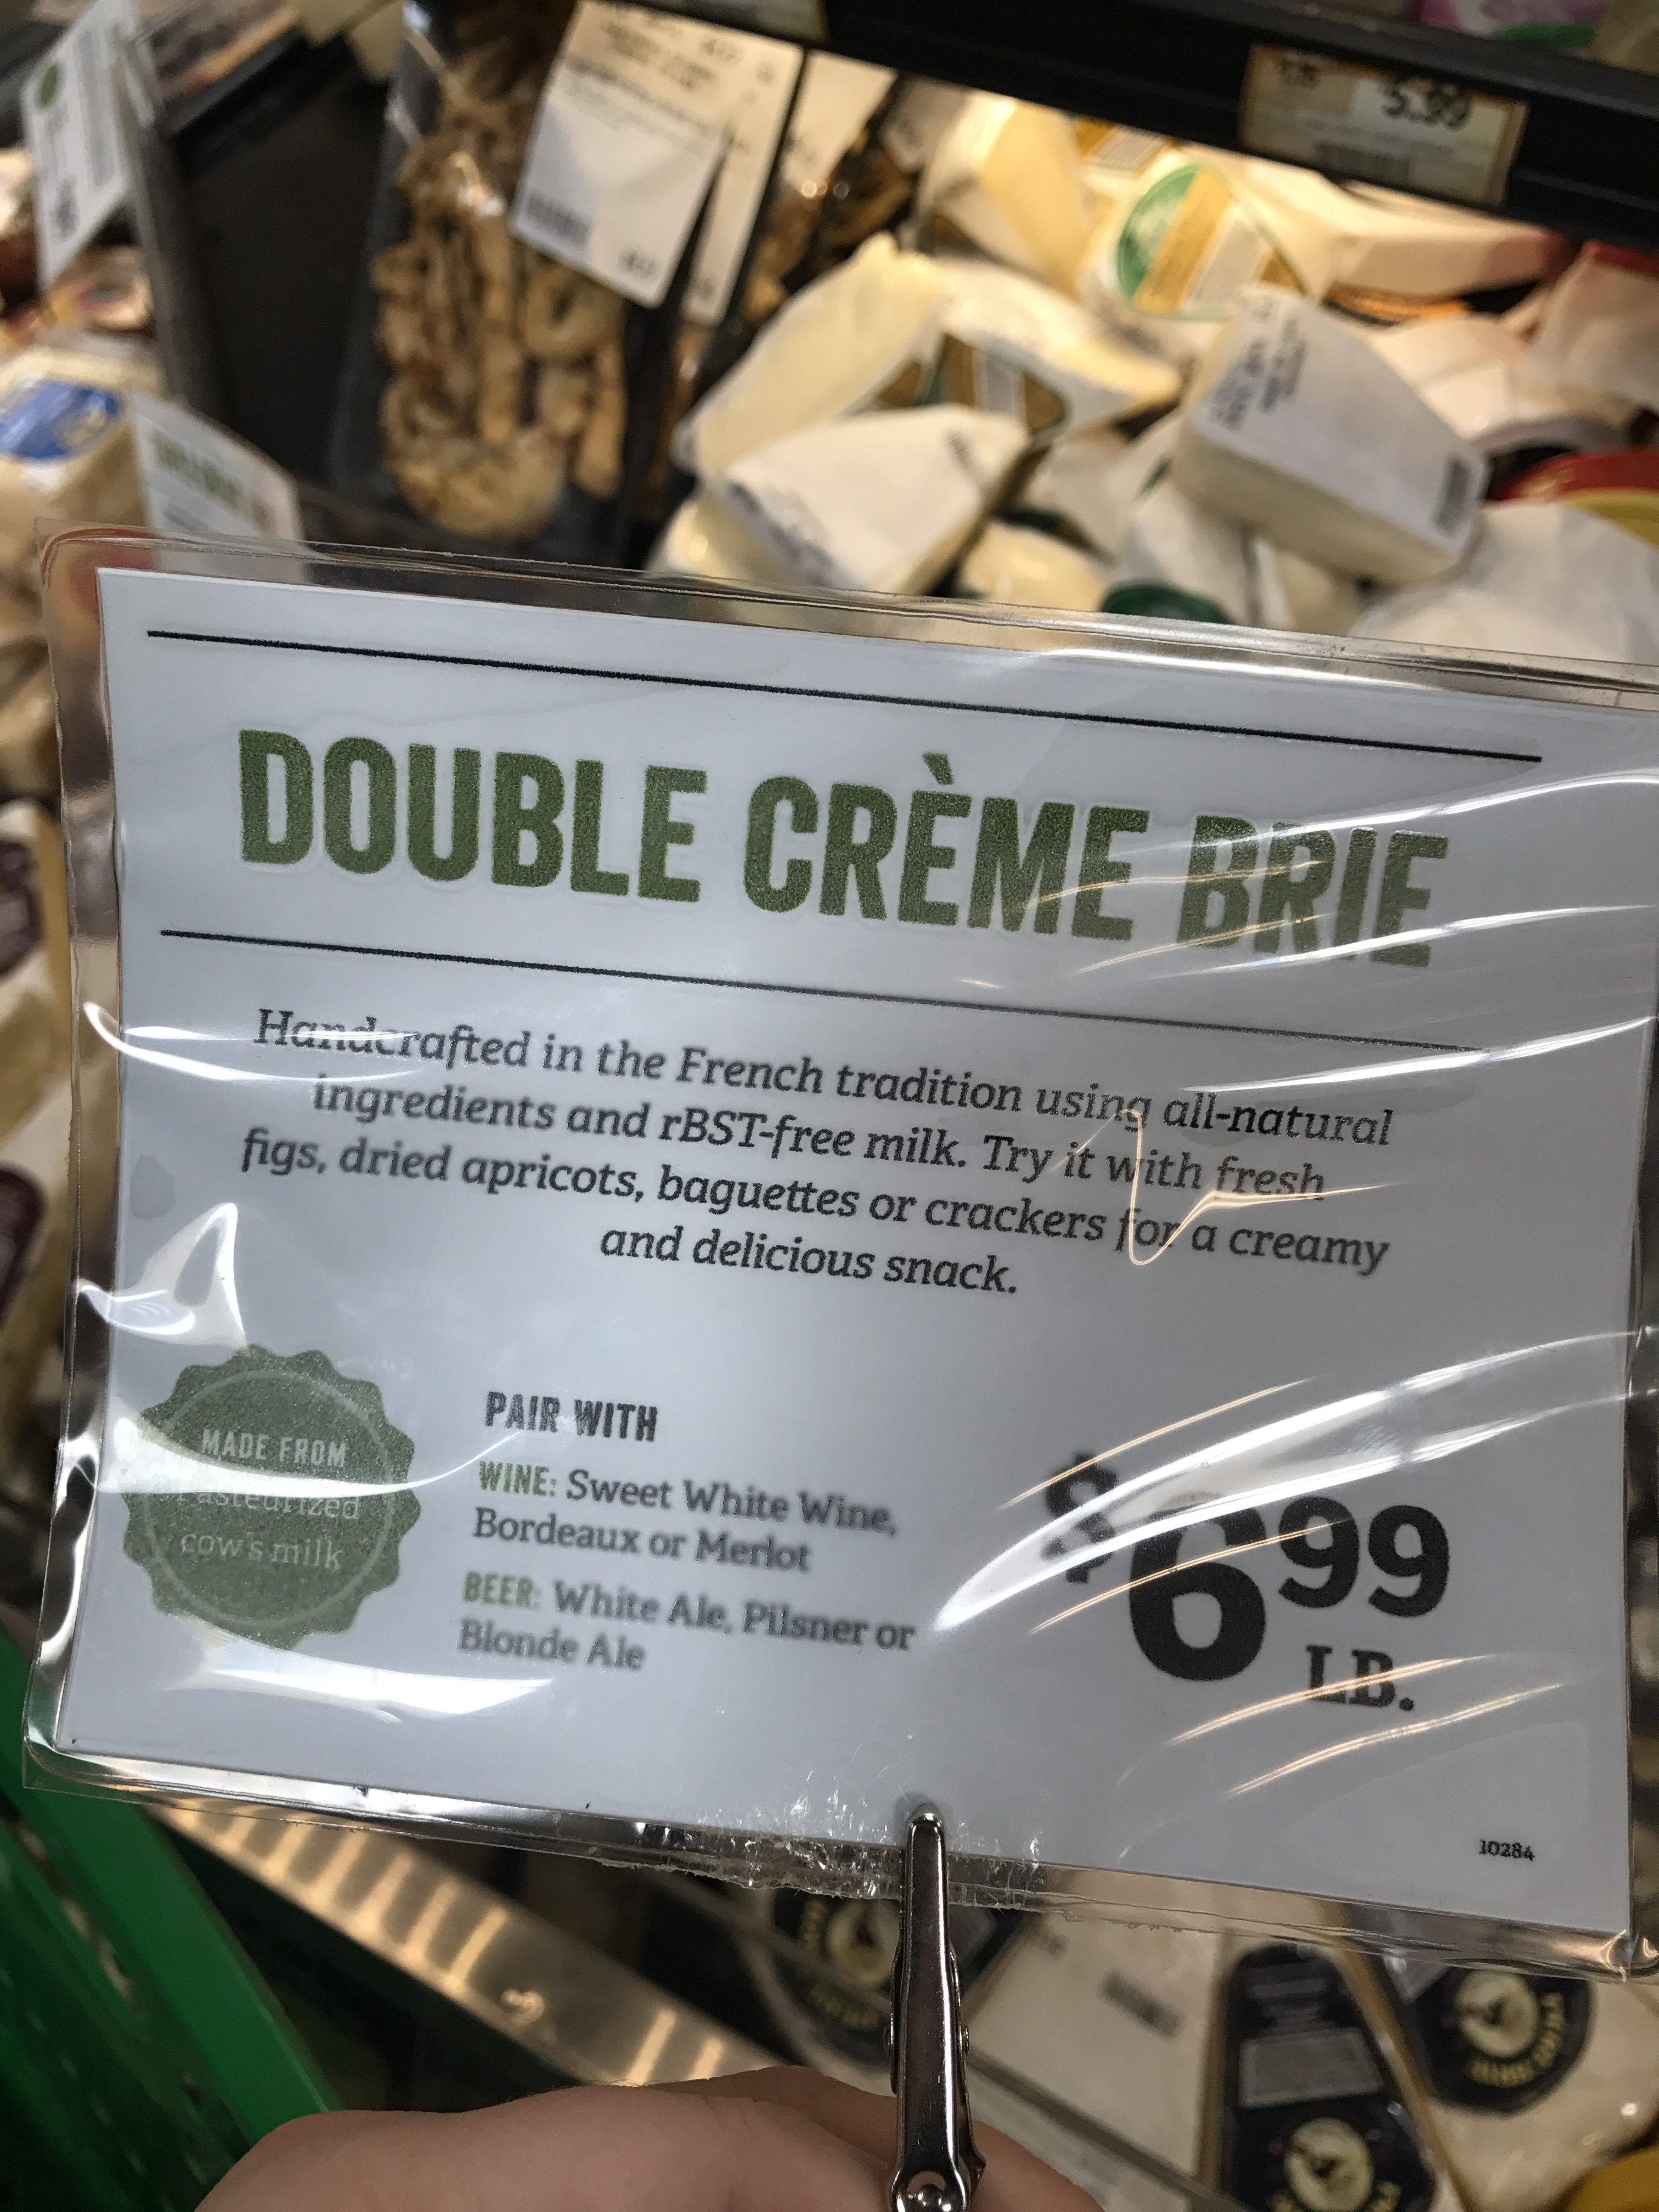 5.99
DOUBLE CRÈME BRIE
Handcrafted in the French tradition using all-natural
ingredients and rBST-free milk. Try it with fresh
figs, dried apricots, baguettes or crackers for a creamy
and delicious snack.
MADE FROM
Pasteurized
cow's milk
PAIR WITH
WINE: Sweet White Wine,
Bordeaux or Merlot
BEER: White Ale, Pilsner or
Blonde Ale
$6.99
LB.
10284